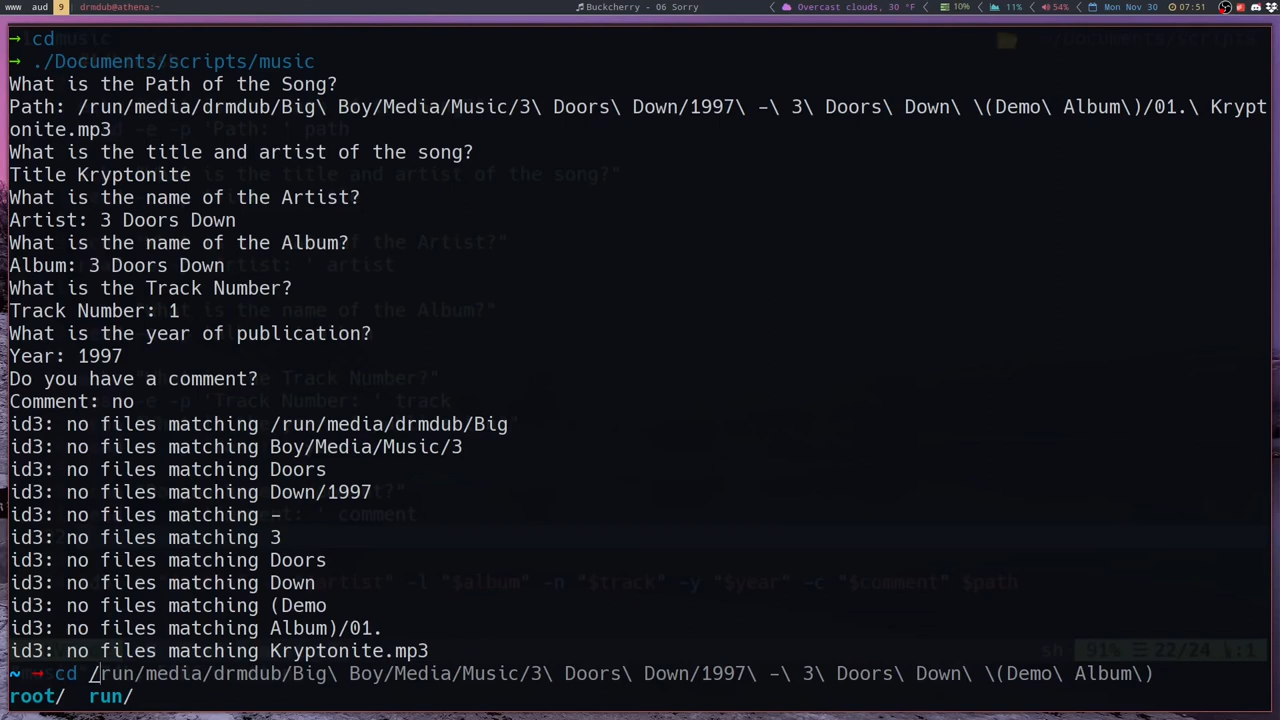 www aud 9 drmdub@athena:~ Buckcherry - 06 Sorry Overcast clouds, 30 °F 10% 11% 54% Mon Nov 30 07:51
→ cd
→ ./Documents/scripts/music
What is the Path of the Song?
Path: /run/media/drmdub/Big\ Boy/Media/Music/3\ Doors\ Down/1997\ -\ 3\ Doors\ Down\ \(Demo\ Album\)/01.\ Krypt
onite.mp3
What is the title and artist of the song?
Title Kryptonite
What is the name of the Artist?
Artist: 3 Doors Down
What is the name of the Album?
Album: 3 Doors Down
What is the Track Number?
Track Number: 1
What is the year of publication?
Year: 1997
Do you have a comment?
Comment: no
id3: no files matching /run/media/drmdub/Big
id3: no files matching Boy/Media/Music/3
id3: no files matching Doors
id3: no files matching Down/1997
id3: no files matching -
id3: no files matching 3
id3: no files matching Doors
id3: no files matching Down
id3: no files matching (Demo
id3: no files matching Album)/01.
id3: no files matching Kryptonite.mp3
~ → cd /run/media/drmdub/Big\ Boy/Media/Music/3\ Doors\ Down/1997\ -\ 3\ Doors\ Down\ \(Demo\ Album\)
root/ run/